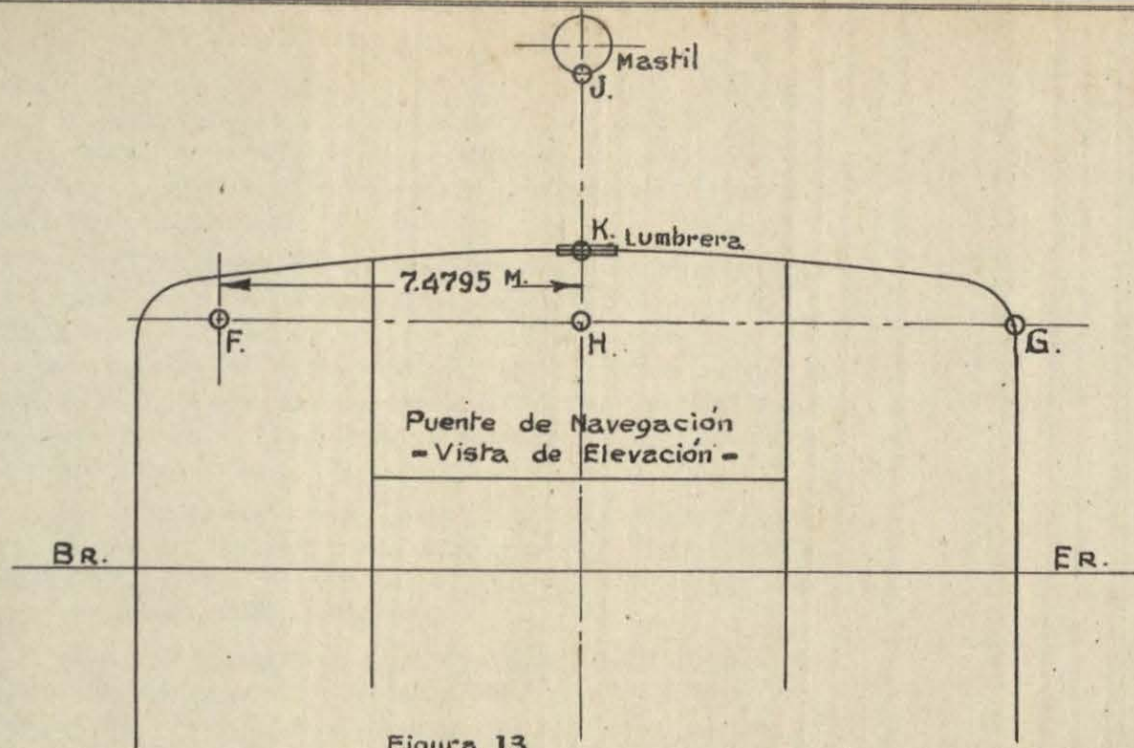 Mastil
J.
K. Lumbrera
7.4795 M.
F.
H.
G.
Puente de Navegación
- Vista de Elevación -
BR.
ER.
Figura 13